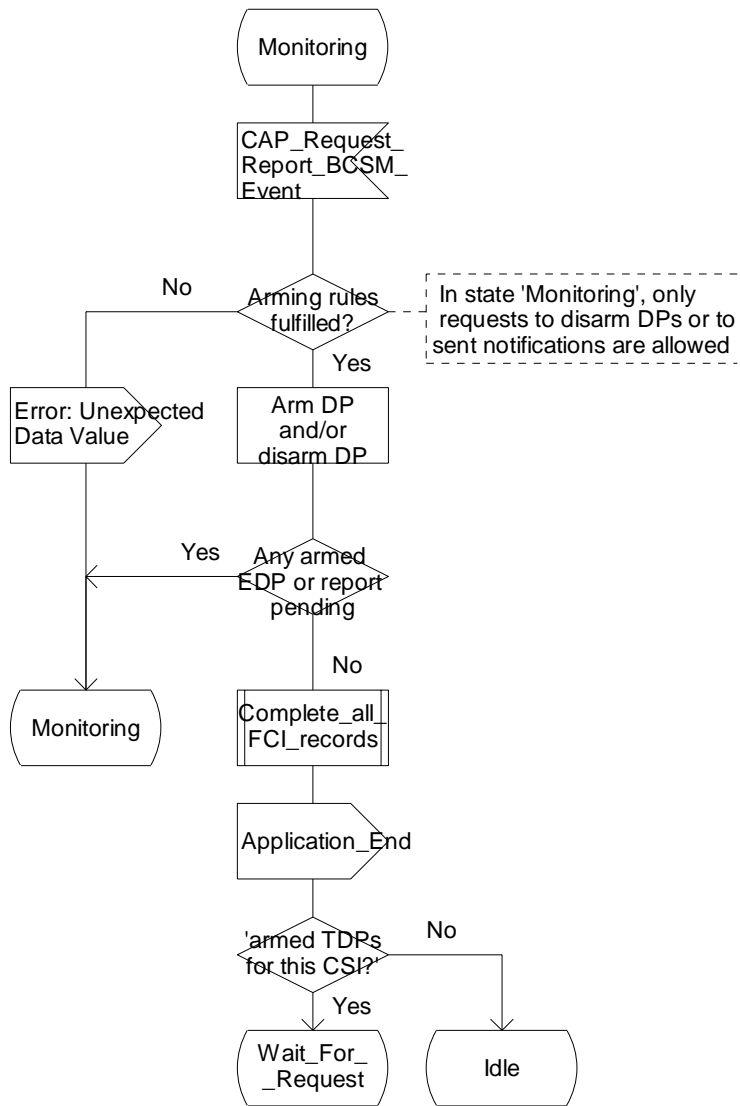 Monitoring
CAP_Request_
Report_BCSM_
Event
No
Arming rules
fulfilled?
In state 'Monitoring', only
requests to disarm DPs or to
sent notifications are allowed
Yes
Error: Unexpected
Data Value
Arm DP
and/or
disarm DP
Yes
Any armed
EDP or report
pending
No
Monitoring
Complete_all_
FCI_records
Application_End
'armed TDPs
for this CSI?'
No
Yes
Wait_For_
_Request
Idle